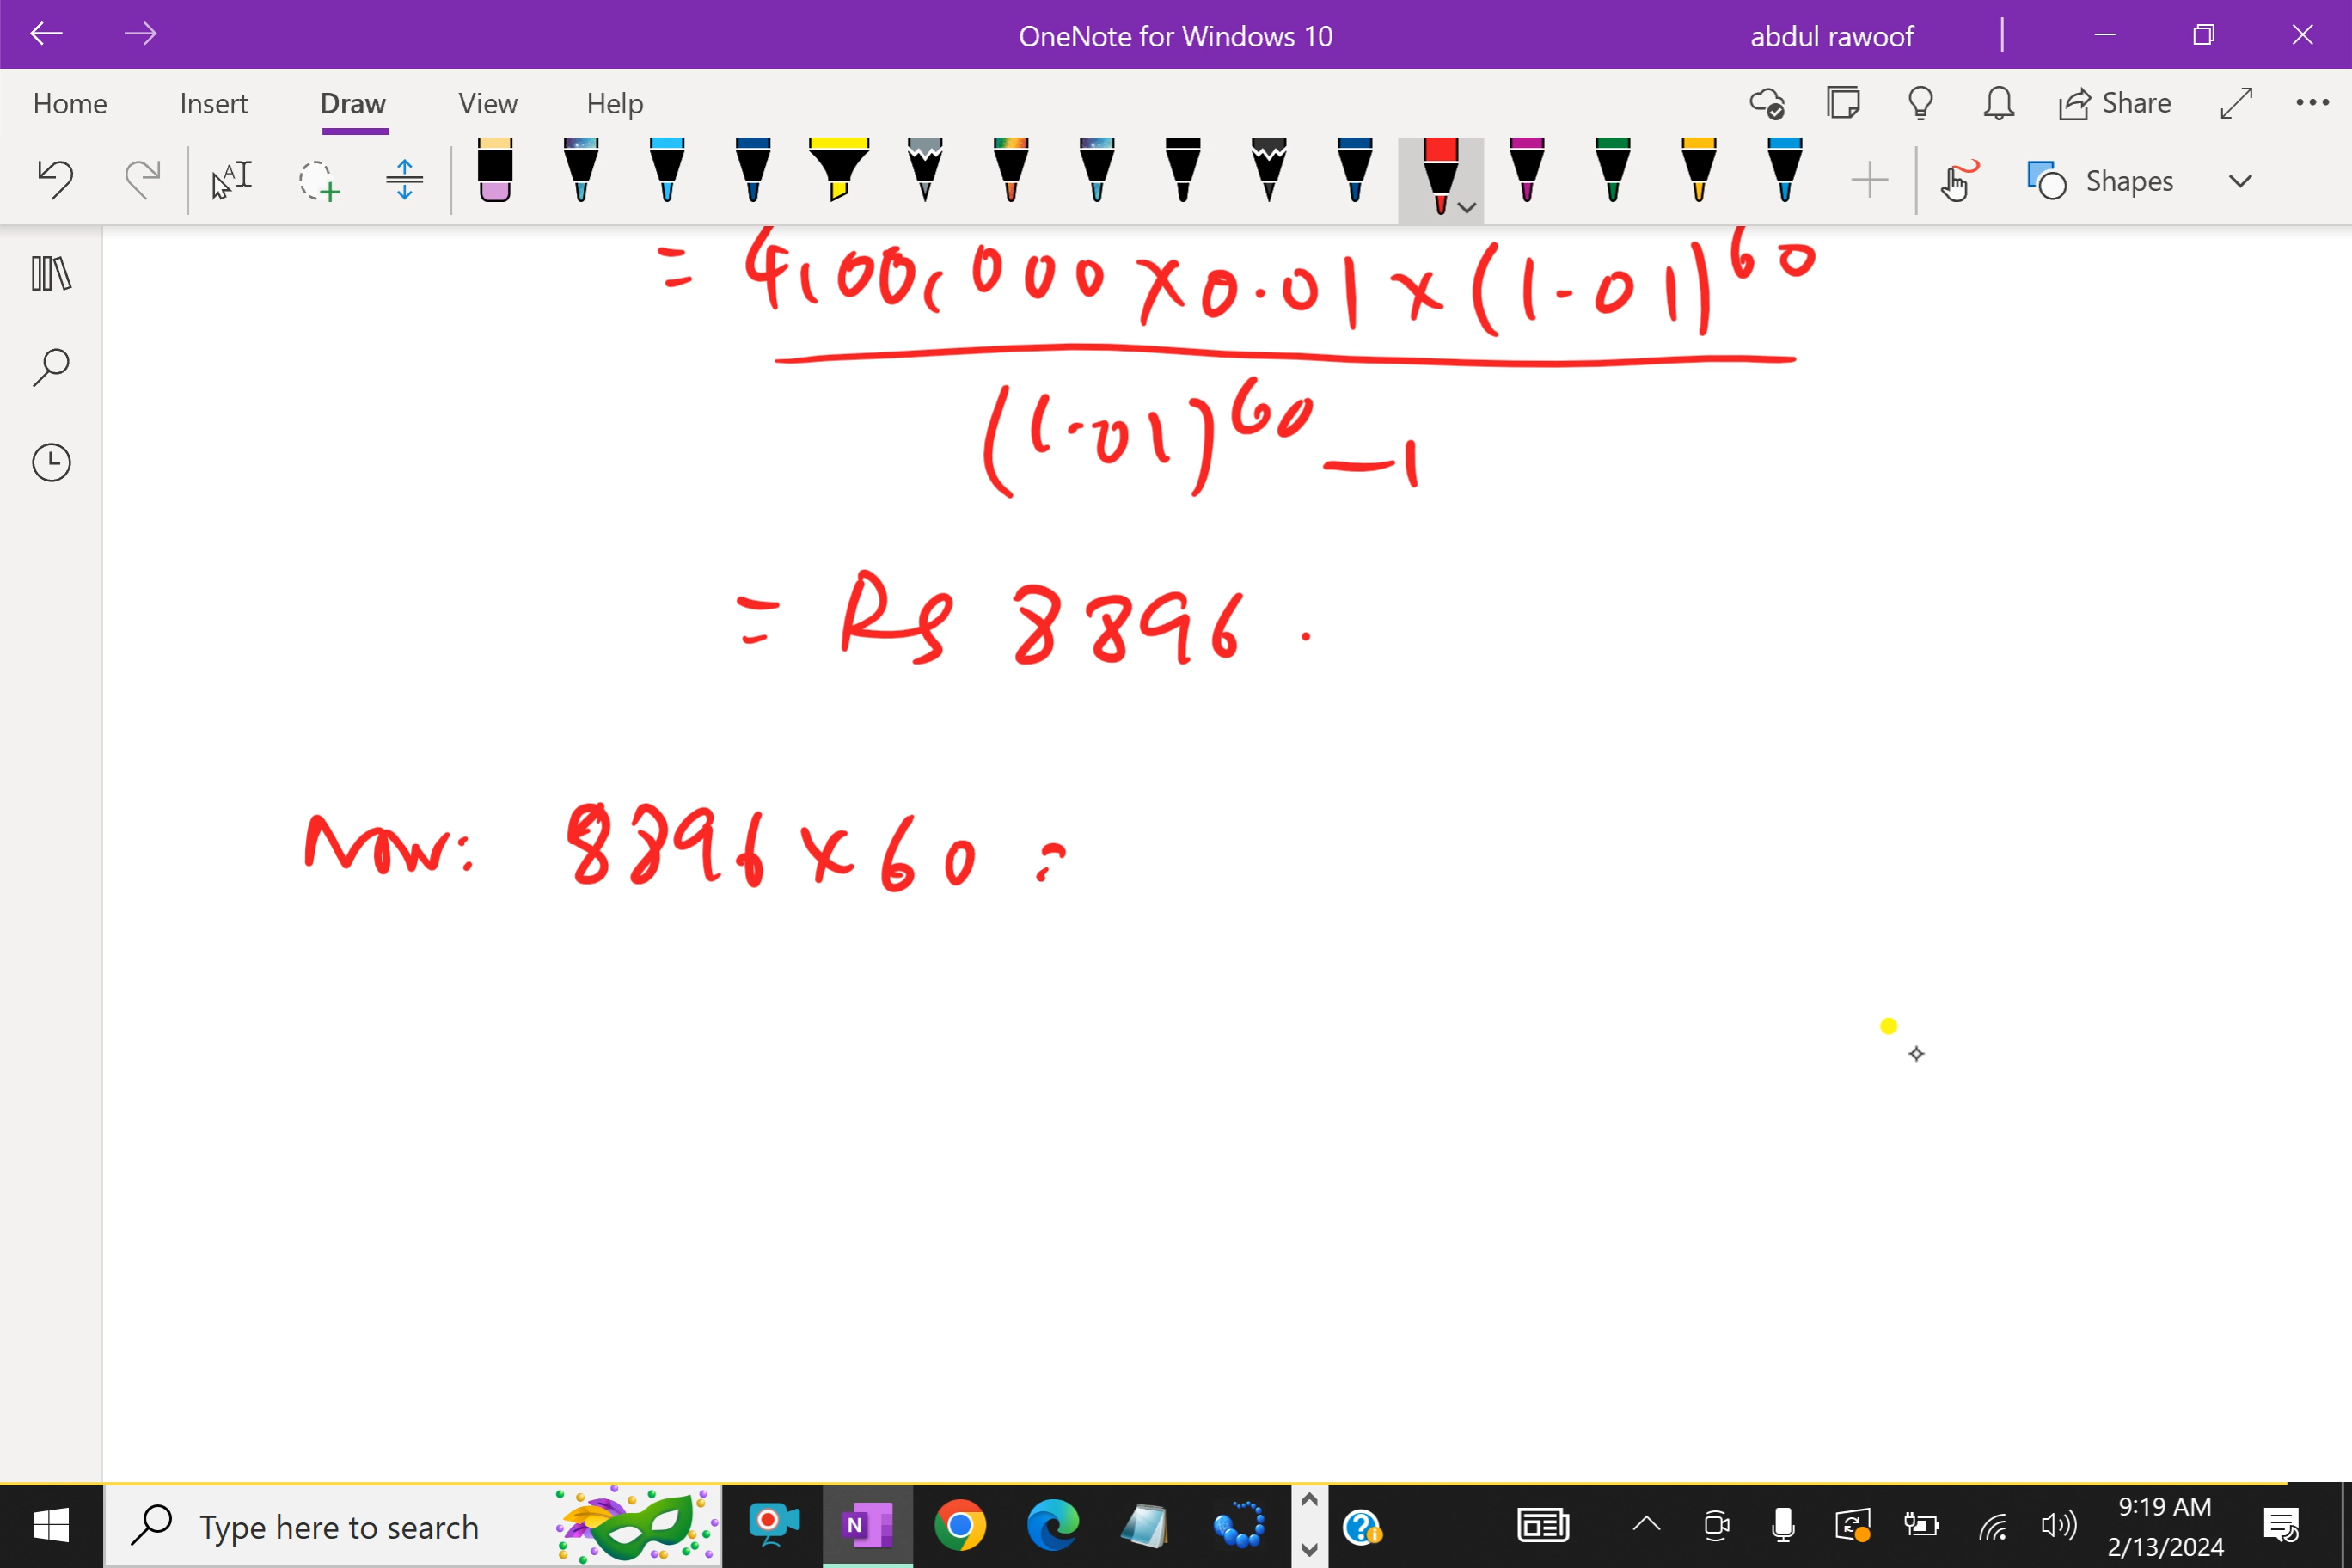 OneNote for Windows 10
abdul rawoof
Home Insert Draw View Help
Share
Shapes
= 4,00,000 × 0.01 × (1.01)^60
(1.01)^60 - 1
= Rs 8896.
Now: 8896 × 60 =
Type here to search
9:19 AM
2/13/2024